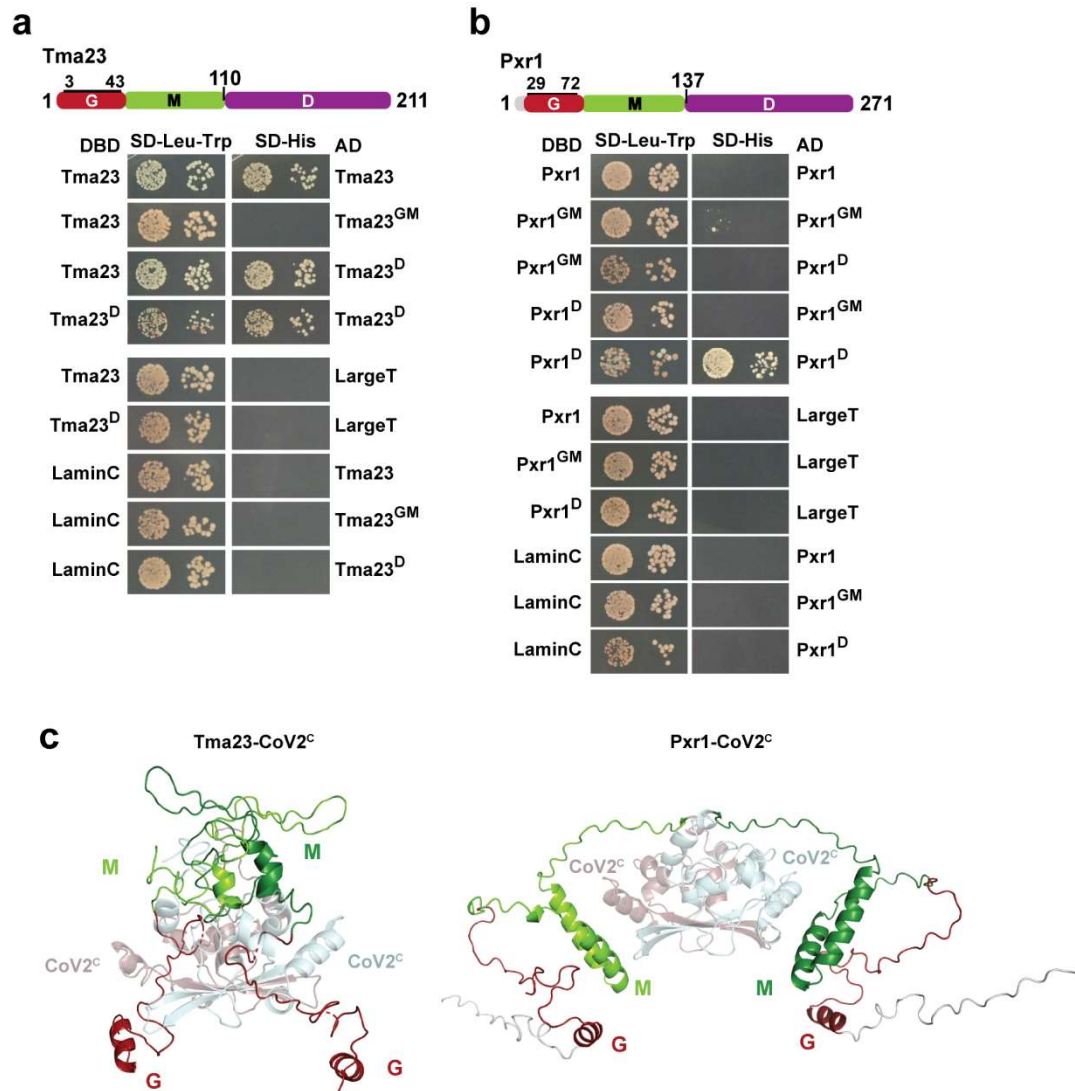 a
Tma23
3 43 110
1 G M D 211
DBD SD-Leu-Trp SD-His AD
Tma23 Tma23
Tma23 Tma23GM
Tma23 Tma23D
Tma23D Tma23D
Tma23 LargeT
Tma23D LargeT
LaminC Tma23
LaminC Tma23GM
LaminC Tma23D
b
Pxr1
29 72 137
1 G M D 271
DBD SD-Leu-Trp SD-His AD
Pxr1 Pxr1
Pxr1GM Pxr1GM
Pxr1GM Pxr1D
Pxr1D Pxr1GM
Pxr1D Pxr1D
Pxr1 LargeT
Pxr1GM LargeT
Pxr1D LargeT
LaminC Pxr1
LaminC Pxr1GM
LaminC Pxr1D
c
Tma23-CoV2C
M M
CoV2C CoV2C
G G
Pxr1-CoV2C
CoV2C CoV2C
M M
G G